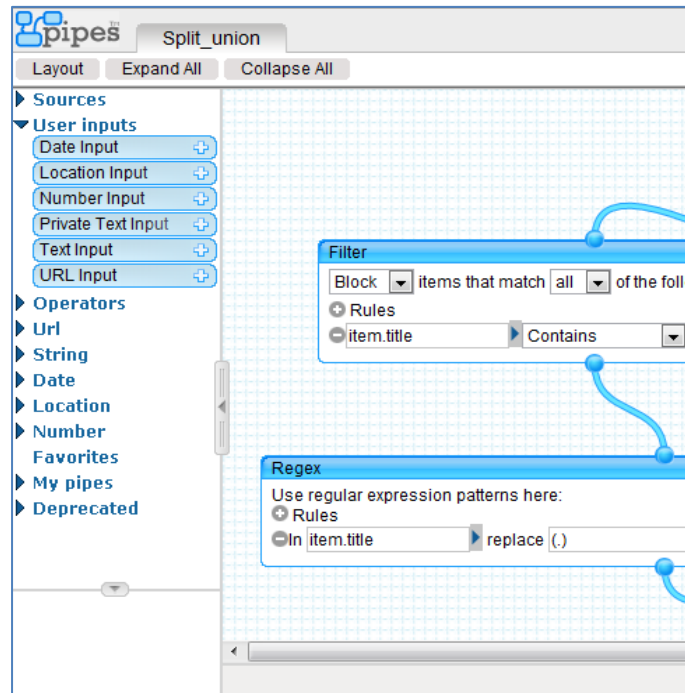 pipes™
Split_union
Layout Expand All Collapse All
Sources
User inputs
Date Input
Location Input
Number Input
Private Text Input
Text Input
URL Input
Operators
Url
String
Date
Location
Number
Favorites
My pipes
Deprecated
Filter
Block items that match all of the foll
Rules
item.title Contains
Regex
Use regular expression patterns here:
Rules
In item.title replace (.)